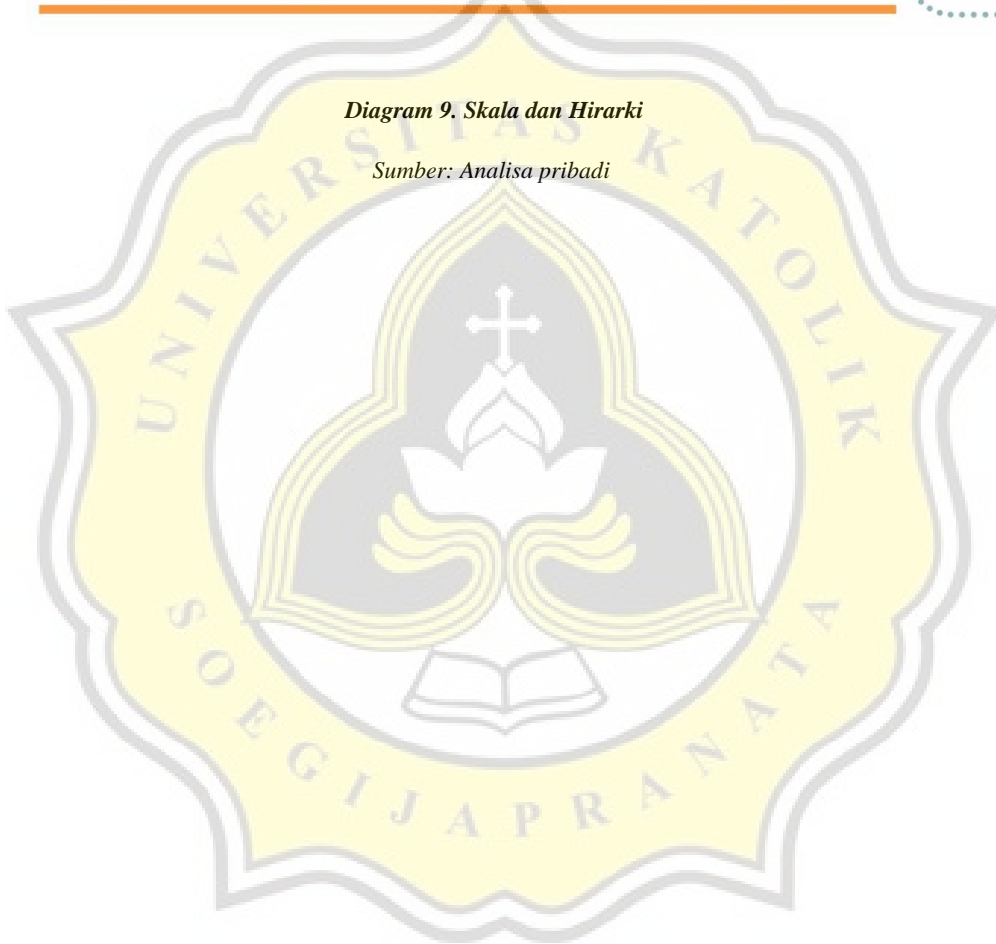 Diagram 9. Skala dan Hirarki
Sumber: Analisa pribadi
UNIVERSITAS KATOLIK
SOEGIJAPRANATA